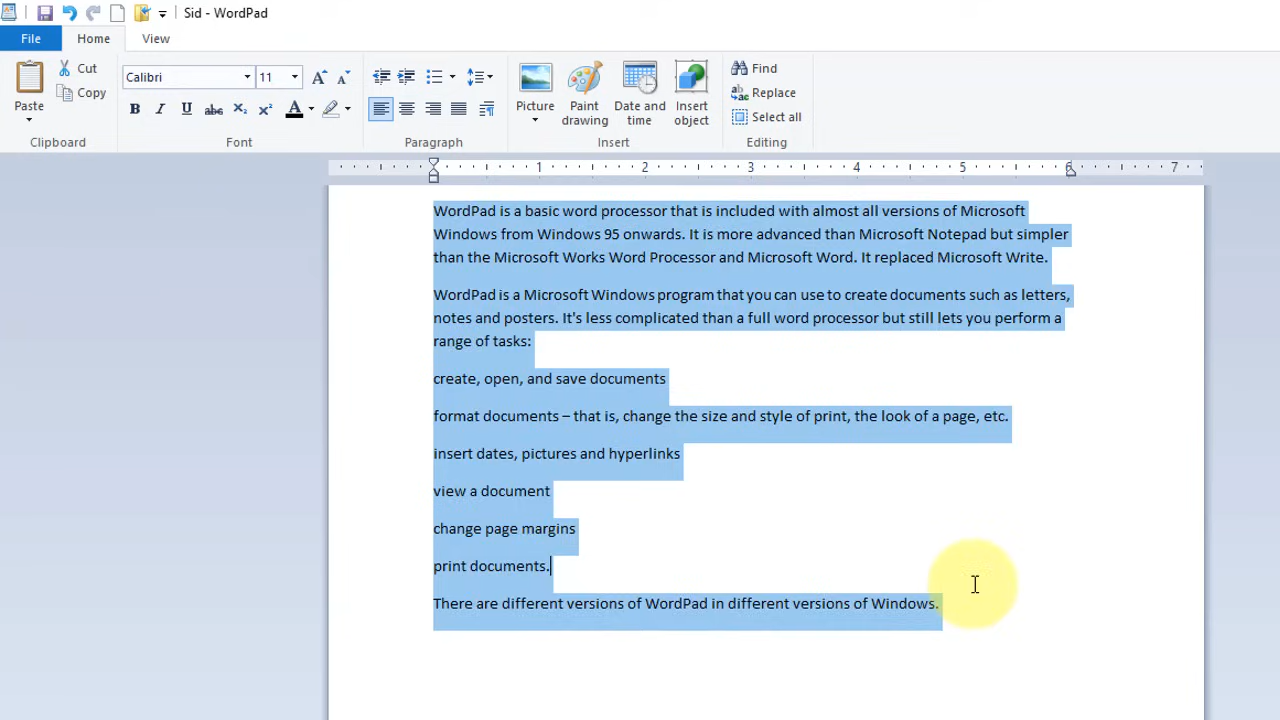 Sid - WordPad
File Home View
Paste Cut Copy Clipboard
Calibri 11
B I U abc X₂ X² A
Font
Paragraph
Picture Paint drawing Date and time Insert object
Insert
Find
Replace
Select all
Editing
1 2 3 4 5 6 7
WordPad is a basic word processor that is included with almost all versions of Microsoft
Windows from Windows 95 onwards. It is more advanced than Microsoft Notepad but simpler
than the Microsoft Works Word Processor and Microsoft Word. It replaced Microsoft Write.
WordPad is a Microsoft Windows program that you can use to create documents such as letters,
notes and posters. It's less complicated than a full word processor but still lets you perform a
range of tasks:
create, open, and save documents
format documents – that is, change the size and style of print, the look of a page, etc.
insert dates, pictures and hyperlinks
view a document
change page margins
print documents.
There are different versions of WordPad in different versions of Windows.